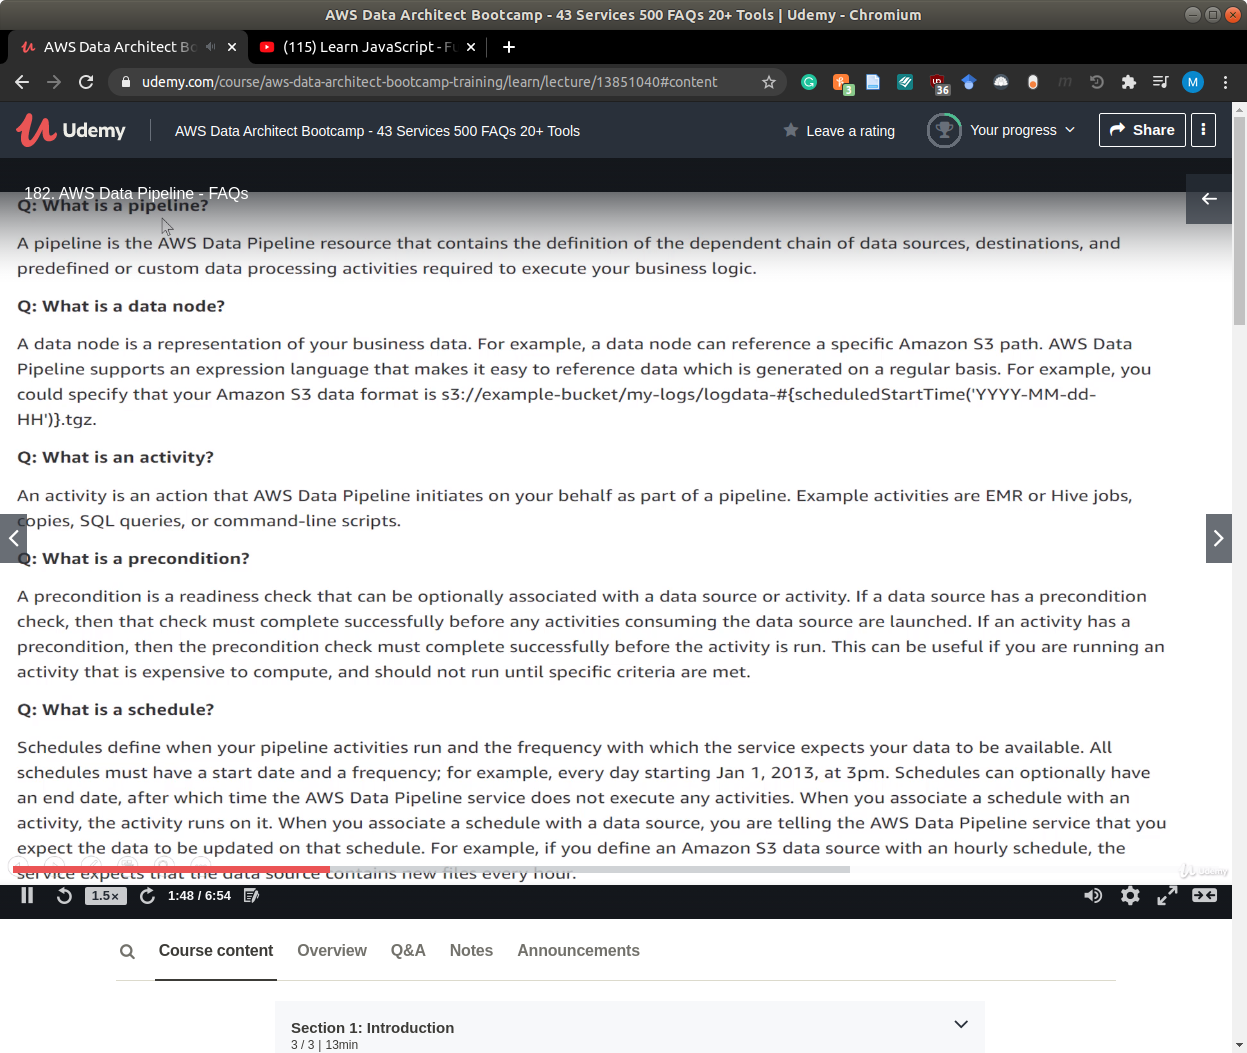 AWS Data Architect Bootcamp - 43 Services 500 FAQs 20+ Tools | Udemy - Chromium
AWS Data Architect Bo
(115) Learn JavaScript - Fu
udemy.com/course/aws-data-architect-bootcamp-training/learn/lecture/13851040#content
3
36
M
Udemy
AWS Data Architect Bootcamp - 43 Services 500 FAQs 20+ Tools
Leave a rating
Your progress
Share
182. AWS Data Pipeline - FAQs
Q: What is a pipeline?
A pipeline is the AWS Data Pipeline resource that contains the definition of the dependent chain of data sources, destinations, and
predefined or custom data processing activities required to execute your business logic.
Q: What is a data node?
A data node is a representation of your business data. For example, a data node can reference a specific Amazon S3 path. AWS Data
Pipeline supports an expression language that makes it easy to reference data which is generated on a regular basis. For example, you
could specify that your Amazon S3 data format is s3://example-bucket/my-logs/logdata-#{scheduledStartTime('YYYY-MM-dd-
HH')}.tgz.
Q: What is an activity?
An activity is an action that AWS Data Pipeline initiates on your behalf as part of a pipeline. Example activities are EMR or Hive jobs,
copies, SQL queries, or command-line scripts.
Q: What is a precondition?
A precondition is a readiness check that can be optionally associated with a data source or activity. If a data source has a precondition
check, then that check must complete successfully before any activities consuming the data source are launched. If an activity has a
precondition, then the precondition check must complete successfully before the activity is run. This can be useful if you are running an
activity that is expensive to compute, and should not run until specific criteria are met.
Q: What is a schedule?
Schedules define when your pipeline activities run and the frequency with which the service expects your data to be available. All
schedules must have a start date and a frequency; for example, every day starting Jan 1, 2013, at 3pm. Schedules can optionally have
an end date, after which time the AWS Data Pipeline service does not execute any activities. When you associate a schedule with an
activity, the activity runs on it. When you associate a schedule with a data source, you are telling the AWS Data Pipeline service that you
expect the data to be updated on that schedule. For example, if you define an Amazon S3 data source with an hourly schedule, the
service expects that the data source contains new files every hour.
Udemy
1.5x
1:48 / 6:54
Course content
Overview
Q&A
Notes
Announcements
Section 1: Introduction
3 / 3 | 13min